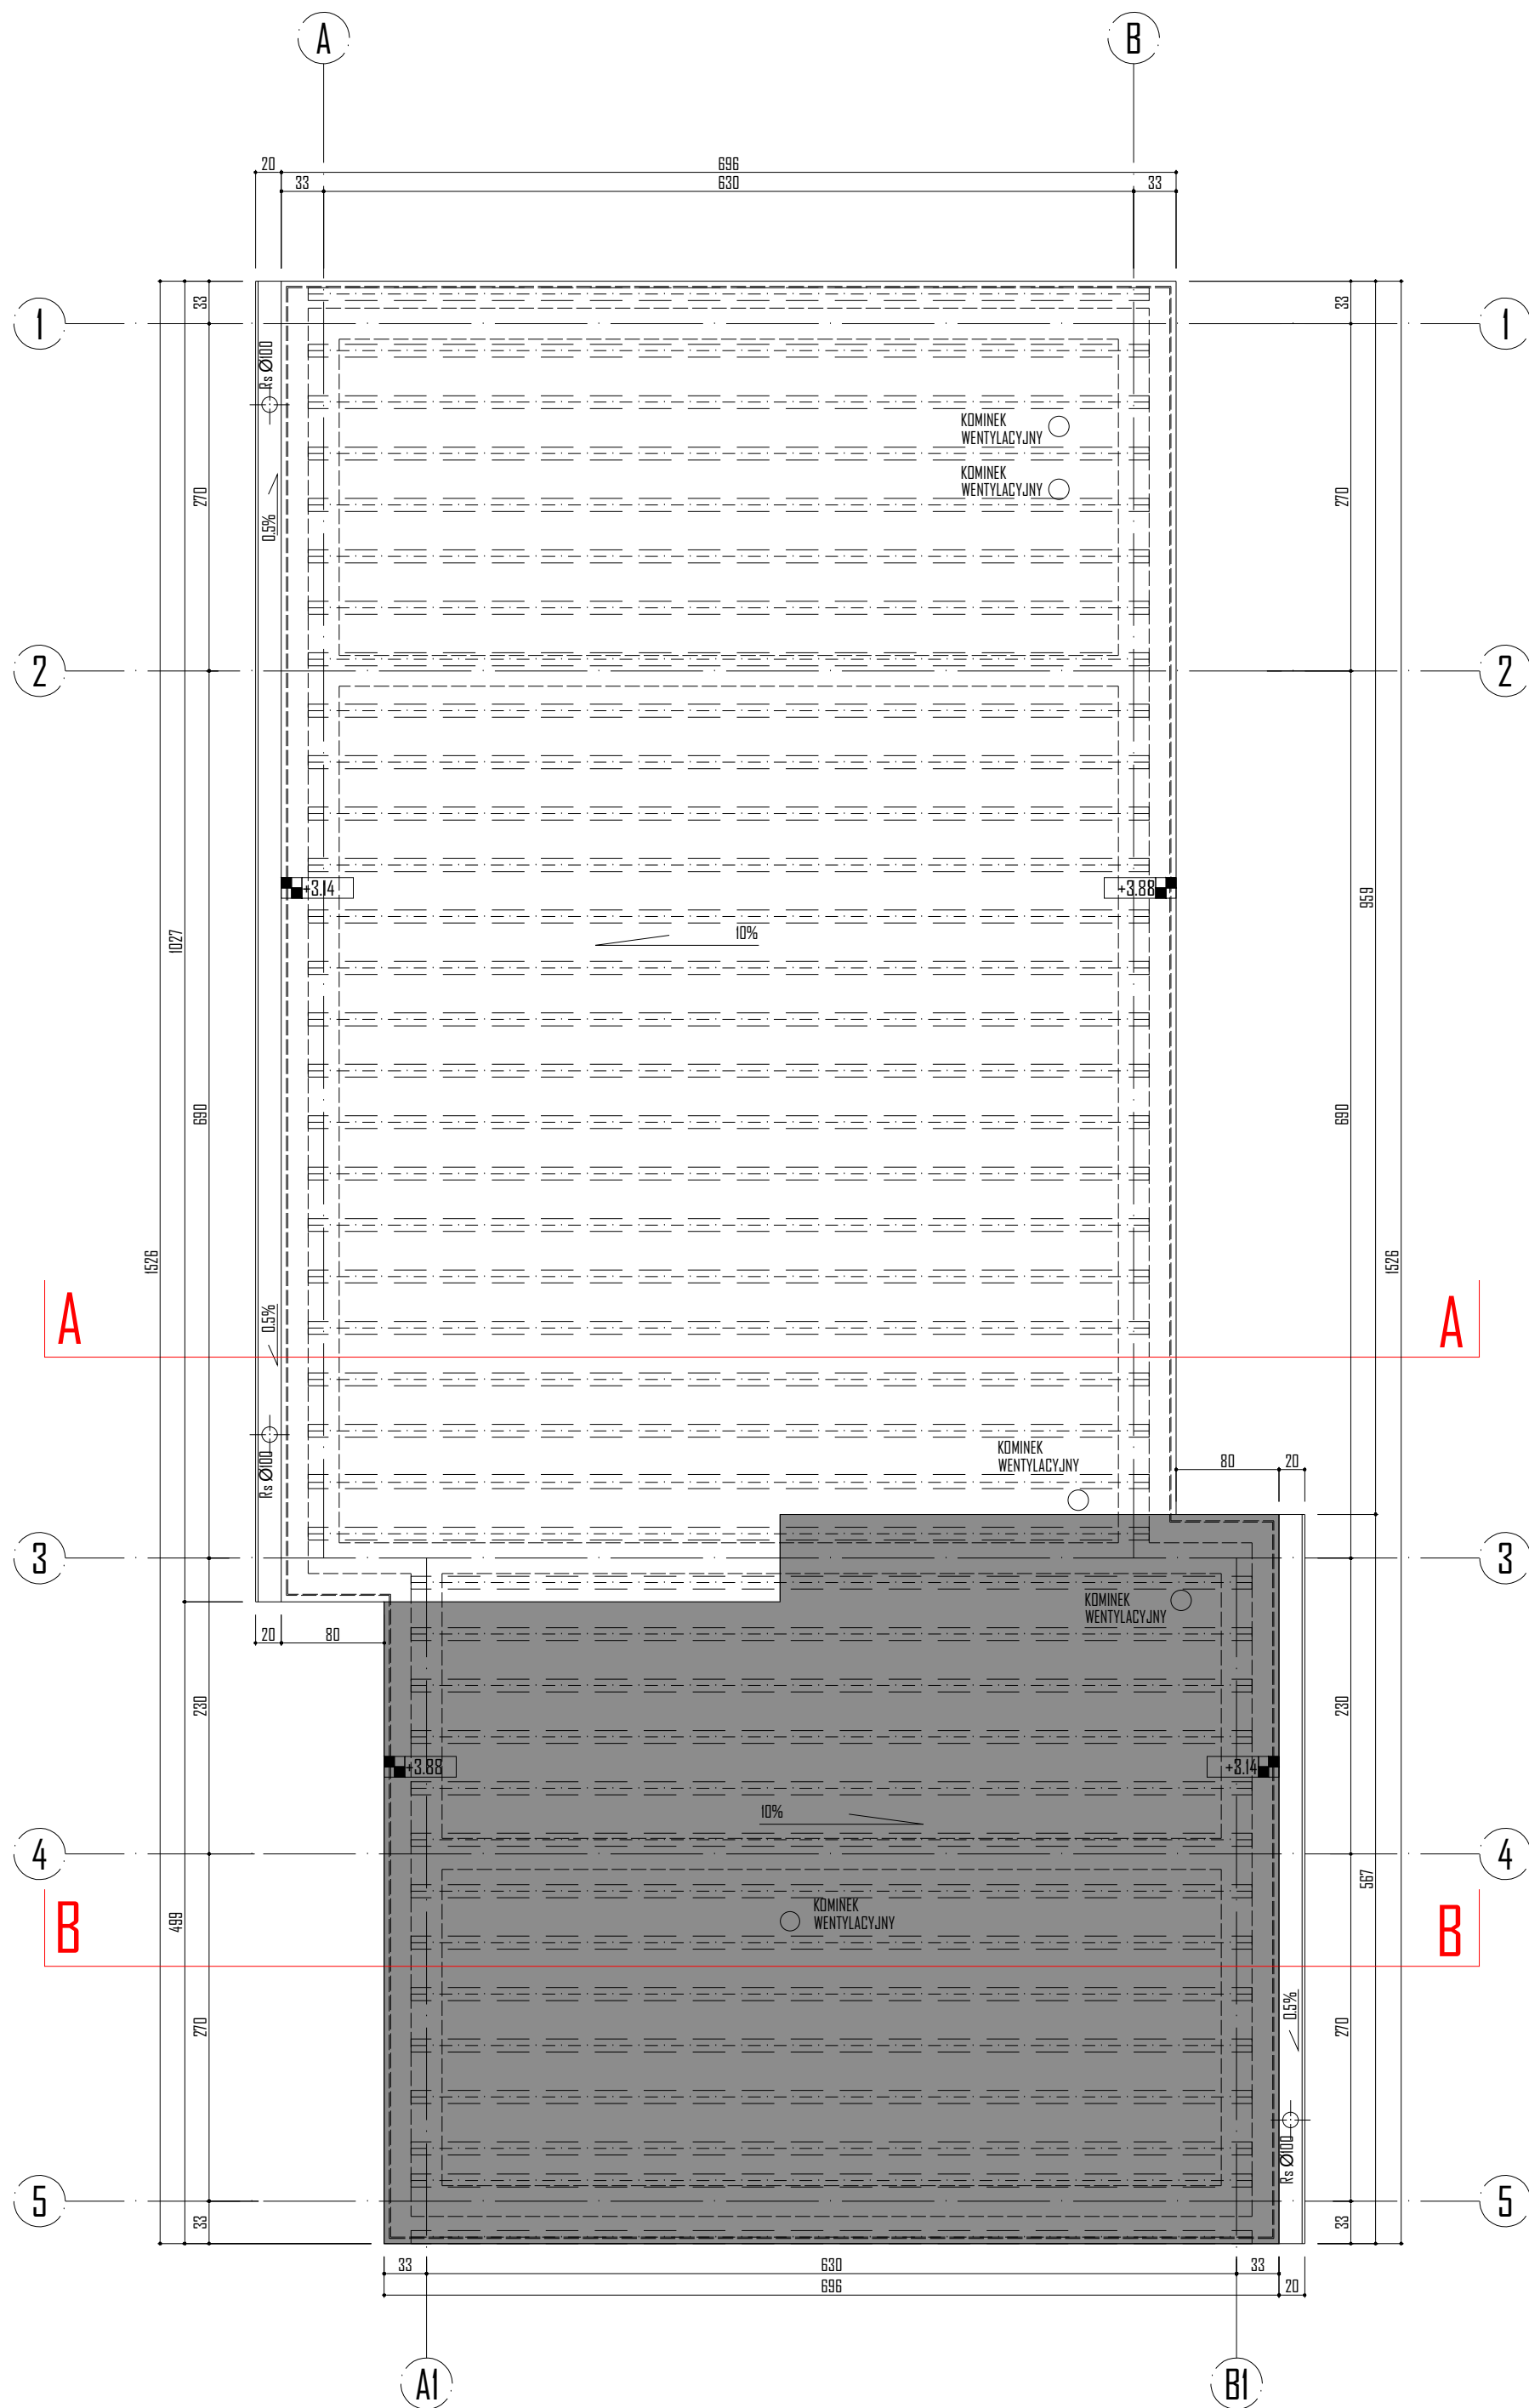 A
B
20
696
33
630
33
33
33
1
1
Rs Ø100
KOMINEK
WENTYLACYJNY
KOMINEK
WENTYLACYJNY
270
270
0.5%
2
2
+3.14
+3.88
959
10%
1027
690
690
1526
1526
0.5%
A
A
KOMINEK
WENTYLACYJNY
80
20
Rs Ø100
3
3
KOMINEK
WENTYLACYJNY
20
80
230
230
+3.88
+3.14
10%
4
4
567
KOMINEK
WENTYLACYJNY
499
B
B
0.5%
270
270
Rs Ø100
5
5
33
33
33
630
33
696
20
A1
B1